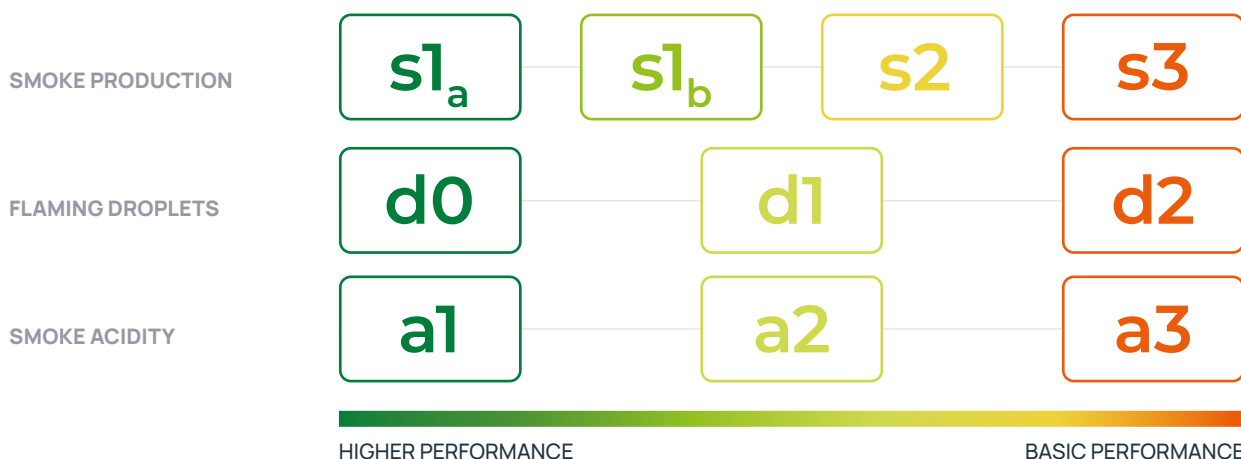 SMOKE PRODUCTION s1a s1b s2 s3
FLAMING DROPLETS d0 d1 d2
SMOKE ACIDITY a1 a2 a3
HIGHER PERFORMANCE BASIC PERFORMANCE